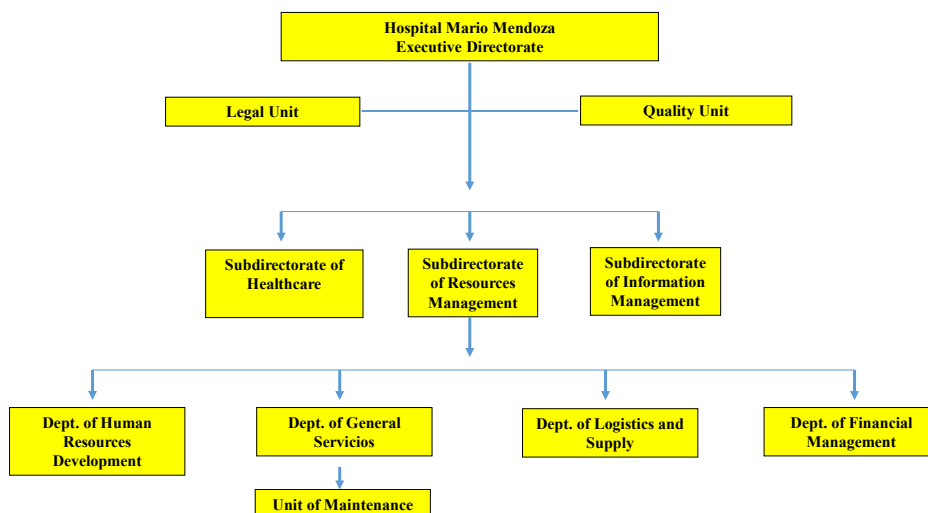 Hospital Mario Mendoza
Executive Directorate
Legal Unit
Quality Unit
Subdirectorate of
Healthcare
Subdirectorate
of Resources
Management
Subdirectorate
of Information
Management
Dept. of Human
Resources
Development
Dept. of General
Servicios
Dept. of Logistics and
Supply
Dept. of Financial
Management
Unit of Maintenance